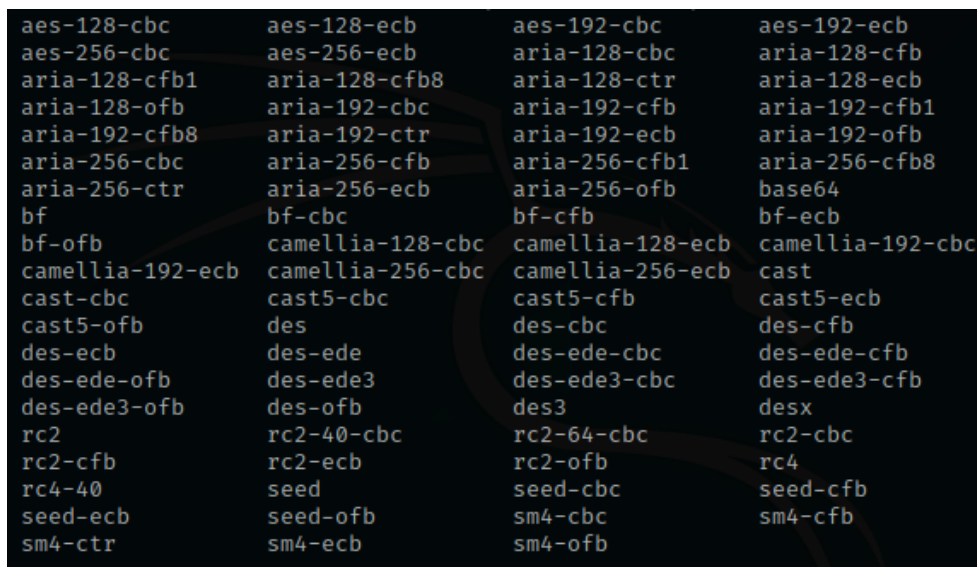 aes-128-cbc aes-128-ecb aes-192-cbc aes-192-ecb
aes-256-cbc aes-256-ecb aria-128-cbc aria-128-cfb
aria-128-cfb1 aria-128-cfb8 aria-128-ctr aria-128-ecb
aria-128-ofb aria-192-cbc aria-192-cfb aria-192-cfb1
aria-192-cfb8 aria-192-ctr aria-192-ecb aria-192-ofb
aria-256-cbc aria-256-cfb aria-256-cfb1 aria-256-cfb8
aria-256-ctr aria-256-ecb aria-256-ofb base64
bf bf-cbc bf-cfb bf-ecb
bf-ofb camellia-128-cbc camellia-128-ecb camellia-192-cbc
camellia-192-ecb camellia-256-cbc camellia-256-ecb cast
cast-cbc cast5-cbc cast5-cfb cast5-ecb
cast5-ofb des des-cbc des-cfb
des-ecb des-ede des-ede-cbc des-ede-cfb
des-ede-ofb des-ede3 des-ede3-cbc des-ede3-cfb
des-ede3-ofb des-ofb des3 desx
rc2 rc2-40-cbc rc2-64-cbc rc2-cbc
rc2-cfb rc2-ecb rc2-ofb rc4
rc4-40 seed seed-cbc seed-cfb
seed-ecb seed-ofb sm4-cbc sm4-cfb
sm4-ctr sm4-ecb sm4-ofb